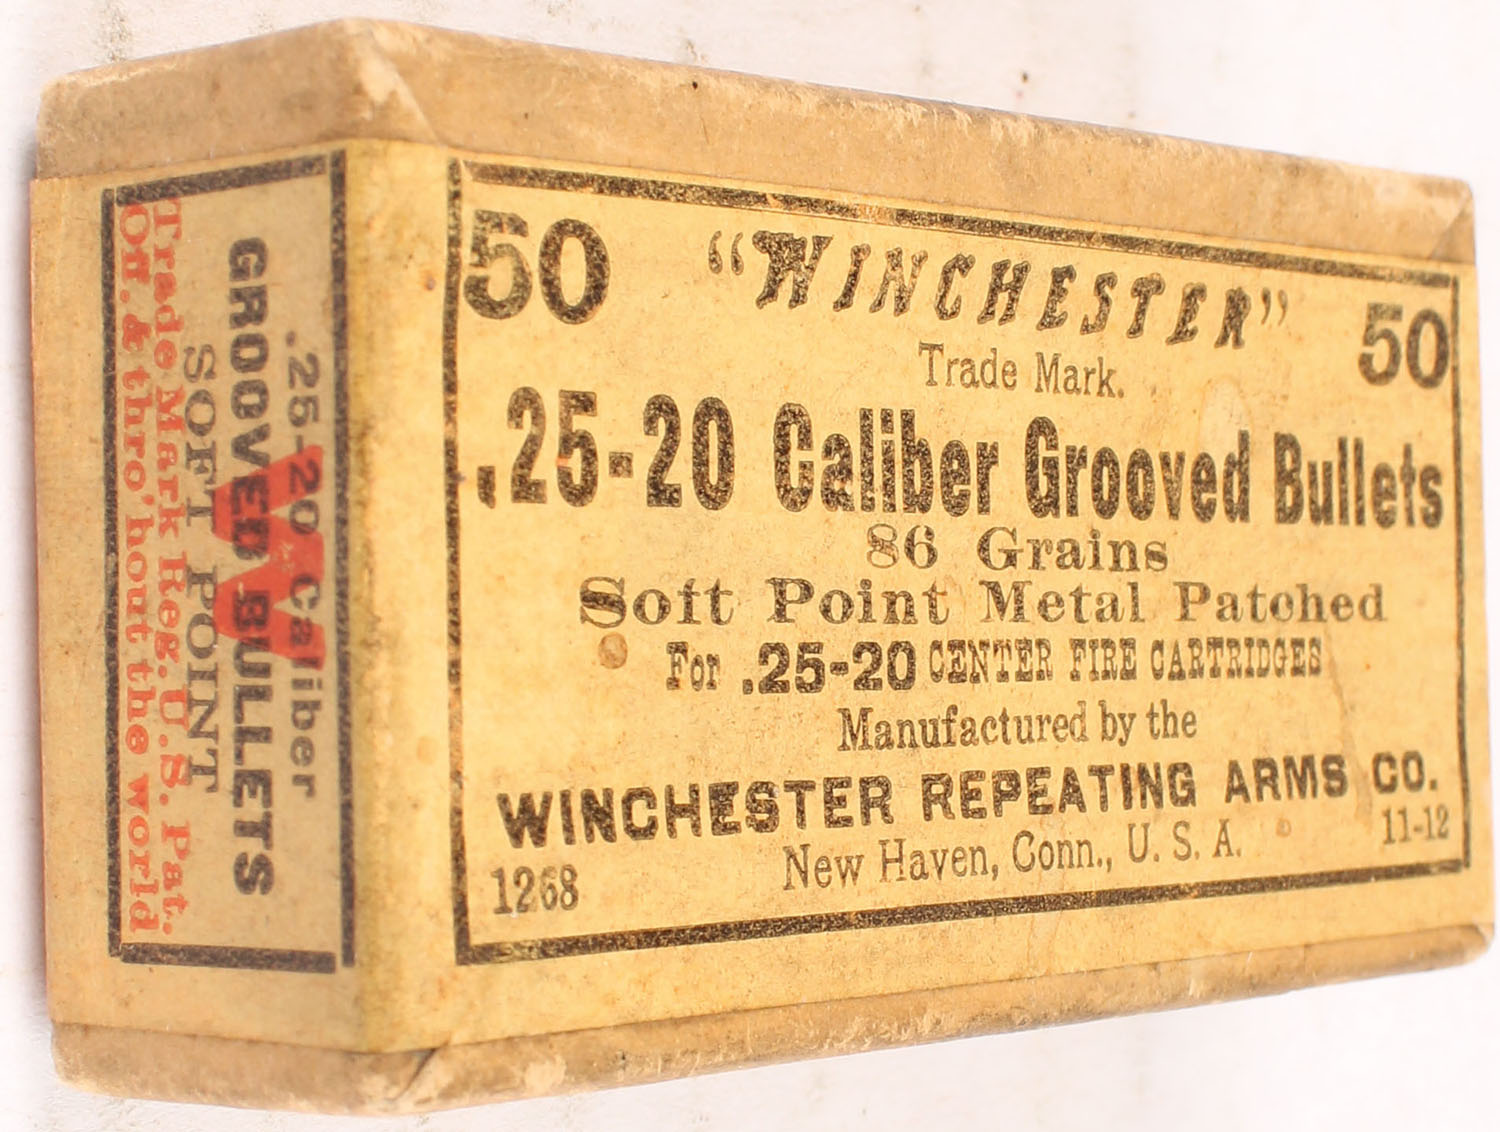 50 "WINCHESTER" 50
Trade Mark.
.25-20 Caliber Grooved Bullets
86 Grains
Soft Point Metal Patched
For .25-20 CENTER FIRE CARTRIDGES
Manufactured by the
WINCHESTER REPEATING ARMS CO.
1268 New Haven, Conn., U. S. A. 11-12
.25-20 Caliber
GROOVED BULLETS
SOFT POINT
W
Trade Mark Reg. U.S. Pat.
Off. & thro'hout the world